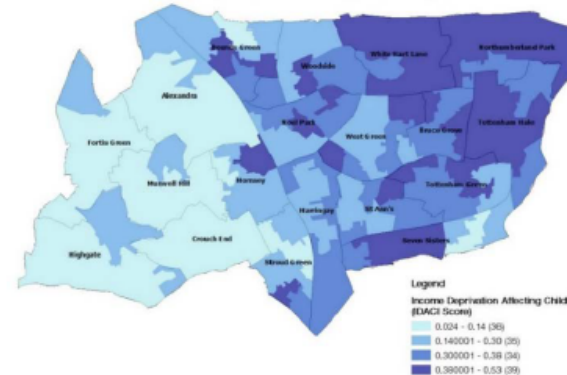 Bounds Green
White Hart Lane
Northumberland Park
Woodside
Alexandra
Noel Park
Tottenham Hale
Fortis Green
West Green
Bruce Grove
Muswell Hill
Hornsey
Tottenham Green
Harringay
St Ann's
Crouch End
Seven Sisters
Highgate
Stroud Green
Legend
Income Deprivation Affecting Child
(IDACI Score)
0.024 - 0.14 (36)
0.140001 - 0.30 (35)
0.300001 - 0.38 (34)
0.380001 - 0.53 (39)